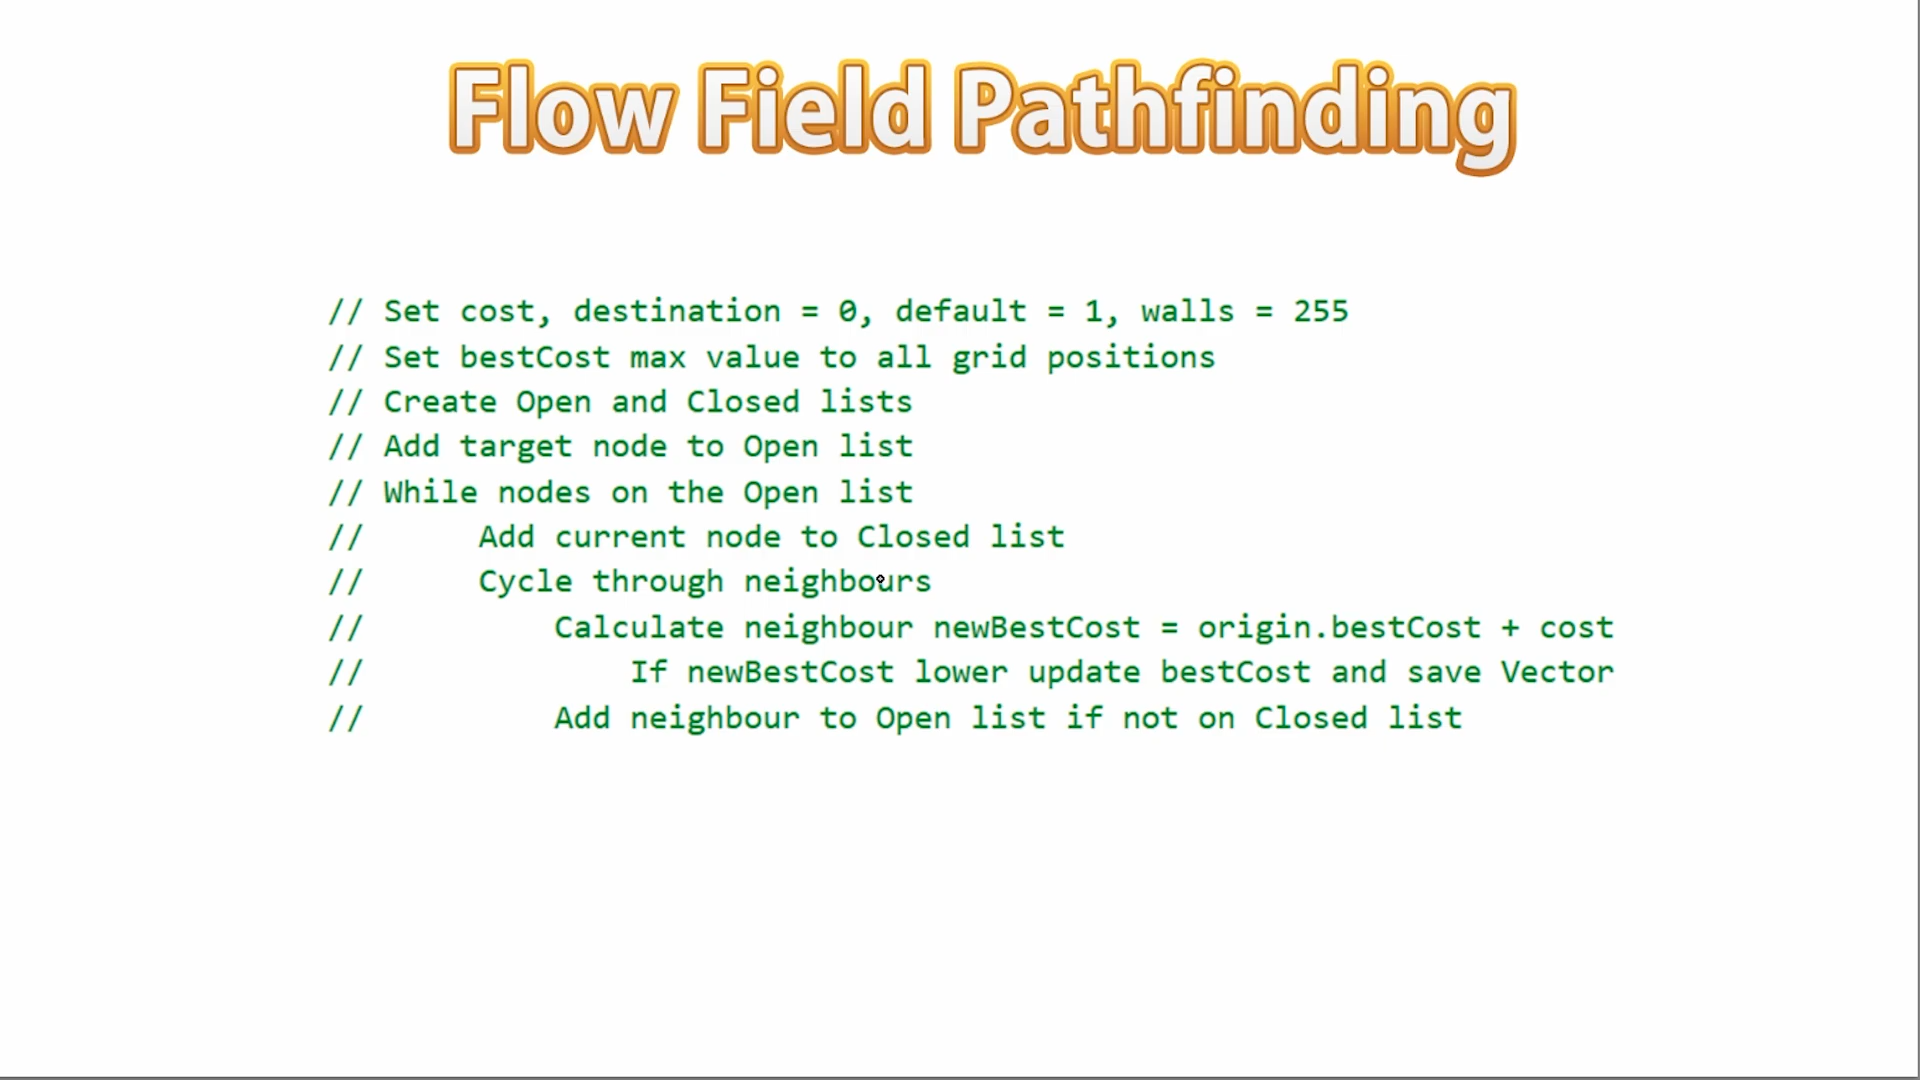 Flow Field Pathfinding
// Set cost, destination = 0, default = 1, walls = 255
// Set bestCost max value to all grid positions
// Create Open and Closed lists
// Add target node to Open list
// While nodes on the Open list
//      Add current node to Closed list
//      Cycle through neighbours
//          Calculate neighbour newBestCost = origin.bestCost + cost
//              If newBestCost lower update bestCost and save Vector
//          Add neighbour to Open list if not on Closed list